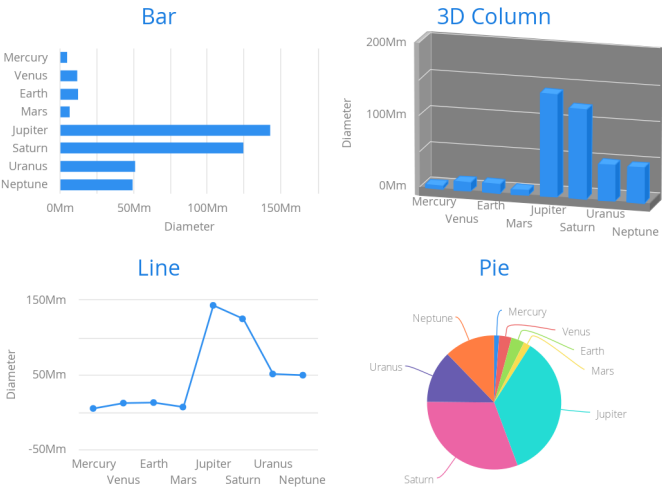 Bar
Mercury
Venus
Earth
Mars
Jupiter
Saturn
Uranus
Neptune
0Mm 50Mm 100Mm 150Mm
Diameter
3D Column
200Mm
100Mm
0Mm
Diameter
Mercury Earth Jupiter Uranus
Venus Mars Saturn Neptune
Line
150Mm
50Mm
-50Mm
Diameter
Mercury Earth Jupiter Uranus
Venus Mars Saturn Neptune
Pie
Neptune
Mercury
Venus
Earth
Mars
Uranus
Jupiter
Saturn